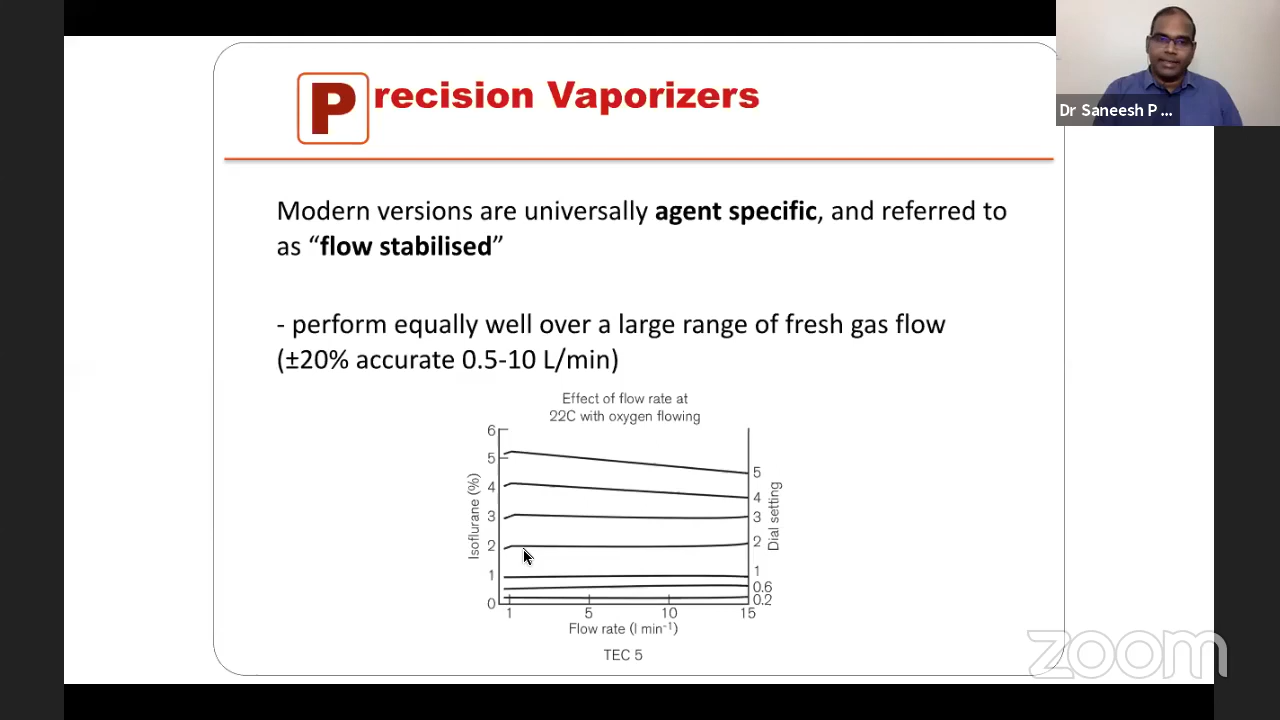 Precision Vaporizers
Dr Saneesh P ...
Modern versions are universally agent specific, and referred to
as “flow stabilised”
- perform equally well over a large range of fresh gas flow
(±20% accurate 0.5-10 L/min)
Effect of flow rate at
22C with oxygen flowing
Isoflurane (%)
6
5
4
3
2
1
0
5
4
3
2
1
0.6
0.2
Dial setting
1 5 10 15
Flow rate (l min⁻¹)
TEC 5
zoom